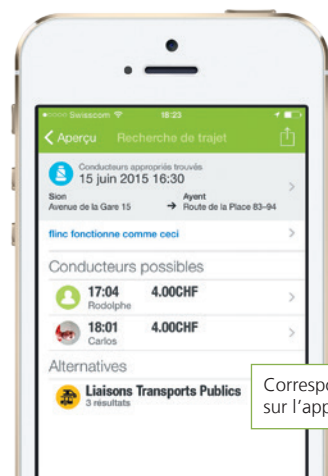 Swisscom 18:23
Aperçu Recherche de trajet
Conducteurs appropriés trouvés
15 juin 2015 16:30
Sion Ayent
Avenue de la Gare 15 → Route de la Place 83–94
flinc fonctionne comme ceci
Conducteurs possibles
17:04 4.00CHF
Rodolphe
18:01 4.00CHF
Carlos
Alternatives
Liaisons Transports Publics
3 résultats
sur l'app